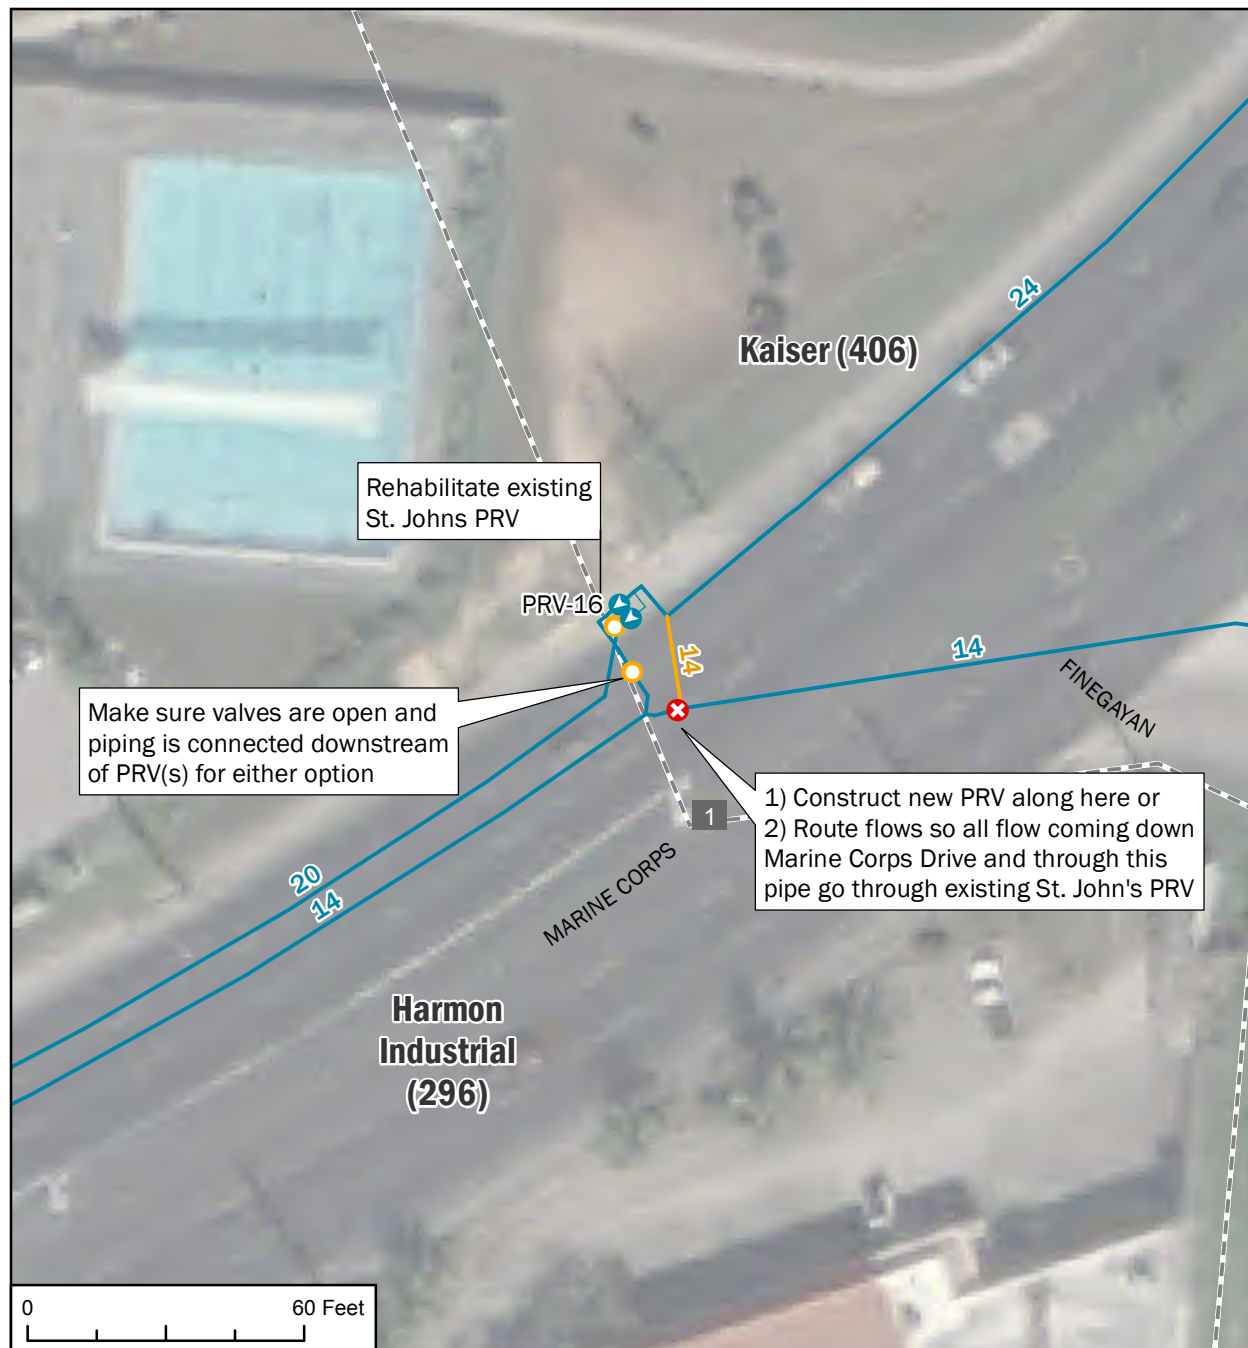 24
Kaiser (406)
Rehabilitate existing
St. Johns PRV
PRV-16
14
14
FINEGAYAN
Make sure valves are open and
piping is connected downstream
of PRV(s) for either option
1) Construct new PRV along here or
2) Route flows so all flow coming down
Marine Corps Drive and through this
pipe go through existing St. John's PRV
1
MARINE CORPS
20
14
Harmon
Industrial
(296)
0 60 Feet